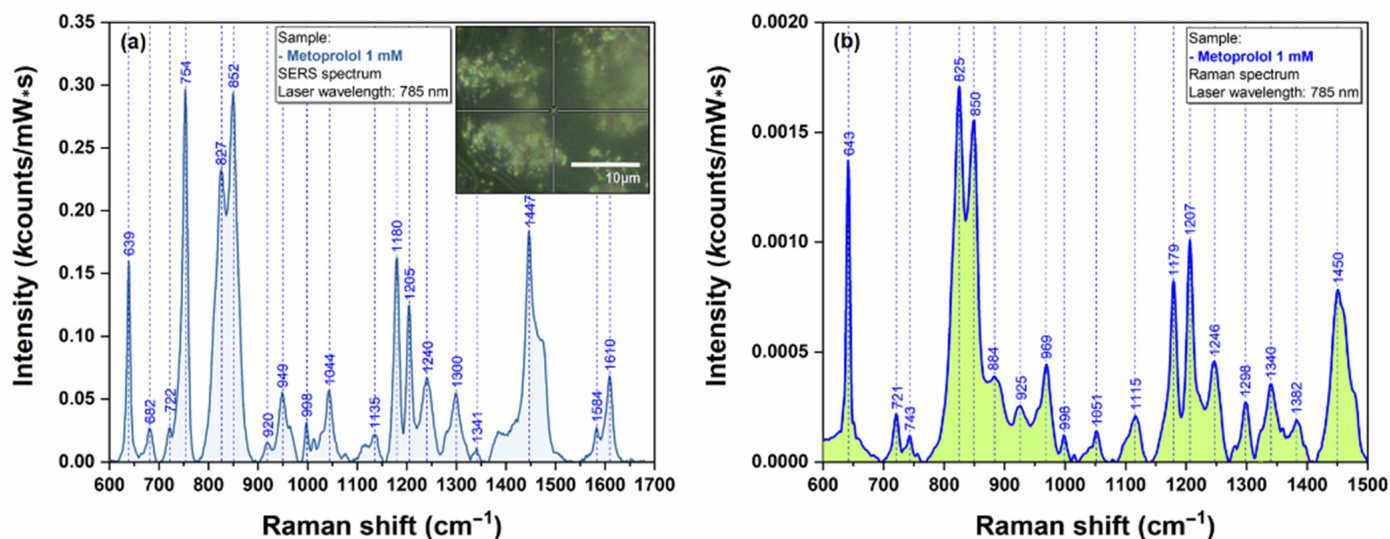 (a)
Sample:
- Metoprolol 1 mM
SERS spectrum
Laser wavelength: 785 nm
10μm
Intensity (kcounts/mW*s)
0.35
0.30
0.25
0.20
0.15
0.10
0.05
0.00
639
682
722
754
827
852
920
949
998
1044
1135
1180
1205
1240
1300
1341
1447
1584
1610
600 700 800 900 1000 1100 1200 1300 1400 1500 1600 1700
Raman shift (cm⁻¹)
(b)
Sample:
- Metoprolol 1 mM
Raman spectrum
Laser wavelength: 785 nm
Intensity (kcounts/mW*s)
0.0020
0.0015
0.0010
0.0005
0.0000
643
721
743
825
850
884
925
969
998
1051
1115
1179
1207
1246
1298
1340
1382
1450
600 700 800 900 1000 1100 1200 1300 1400 1500
Raman shift (cm⁻¹)